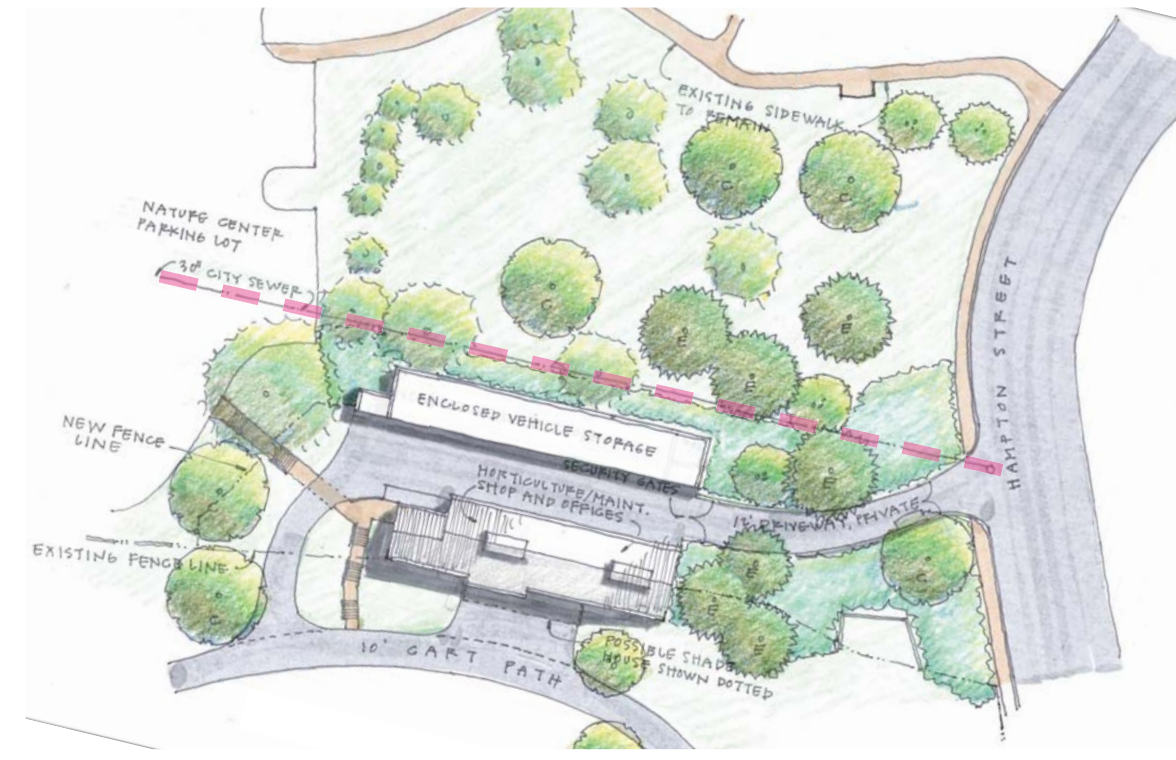 EXISTING SIDEWALK
TO REMAIN
C
C
NATURE CENTER
PARKING LOT
30" CITY SEWER
C
E
E
E
HAMPTON STREET
ENCLOSED VEHICLE STORAGE
NEW FENCE
LINE
SECURITY GATES
HORTICULTURE/MAINT.
SHOP AND OFFICES
E
C
12' DRIVEWAY, PRIVATE
EXISTING FENCE LINE
C
E
C
E
E
10' CART PATH
POSSIBLE SHADE
HOUSE SHOWN DOTTED